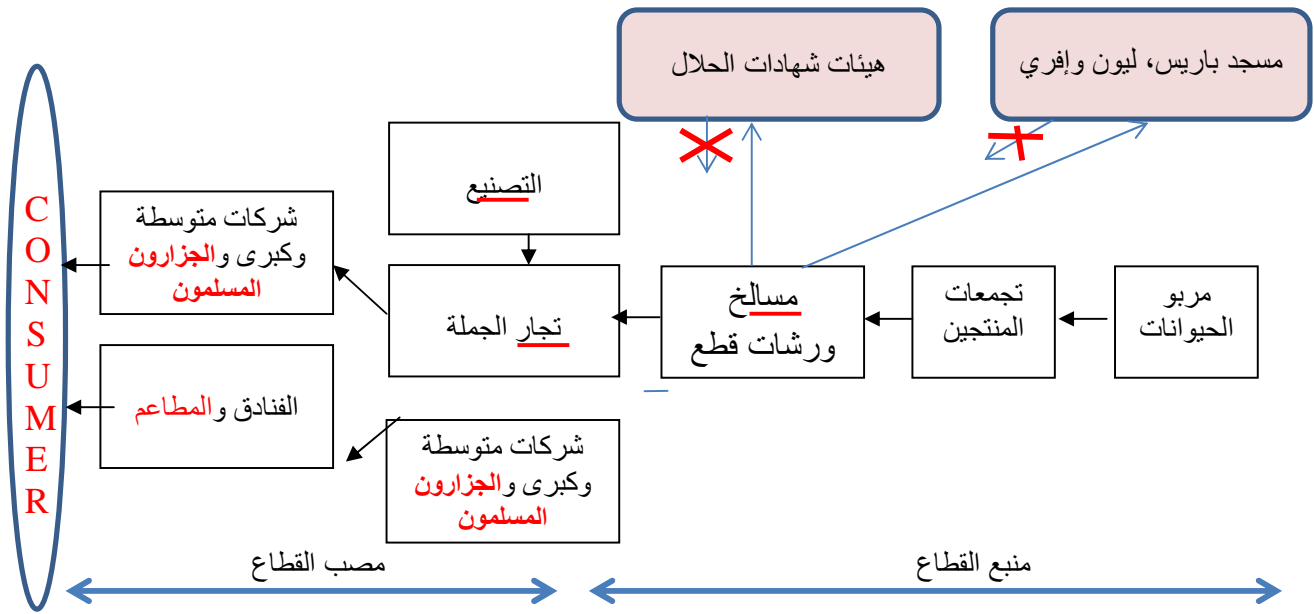 مسجد باريس، ليون وإفري
هيئات شهادات الحلال
مربو
الحيوانات
تجمعات
المنتجين
مسالخ
ورشات قطع
التصنيع
تجار الجملة
شركات متوسطة
وكبرى والجزارون
المسلمون
شركات متوسطة
وكبرى والجزارون
المسلمون
الفنادق والمطاعم
CONSUMER
منبع القطاع
مصب القطاع